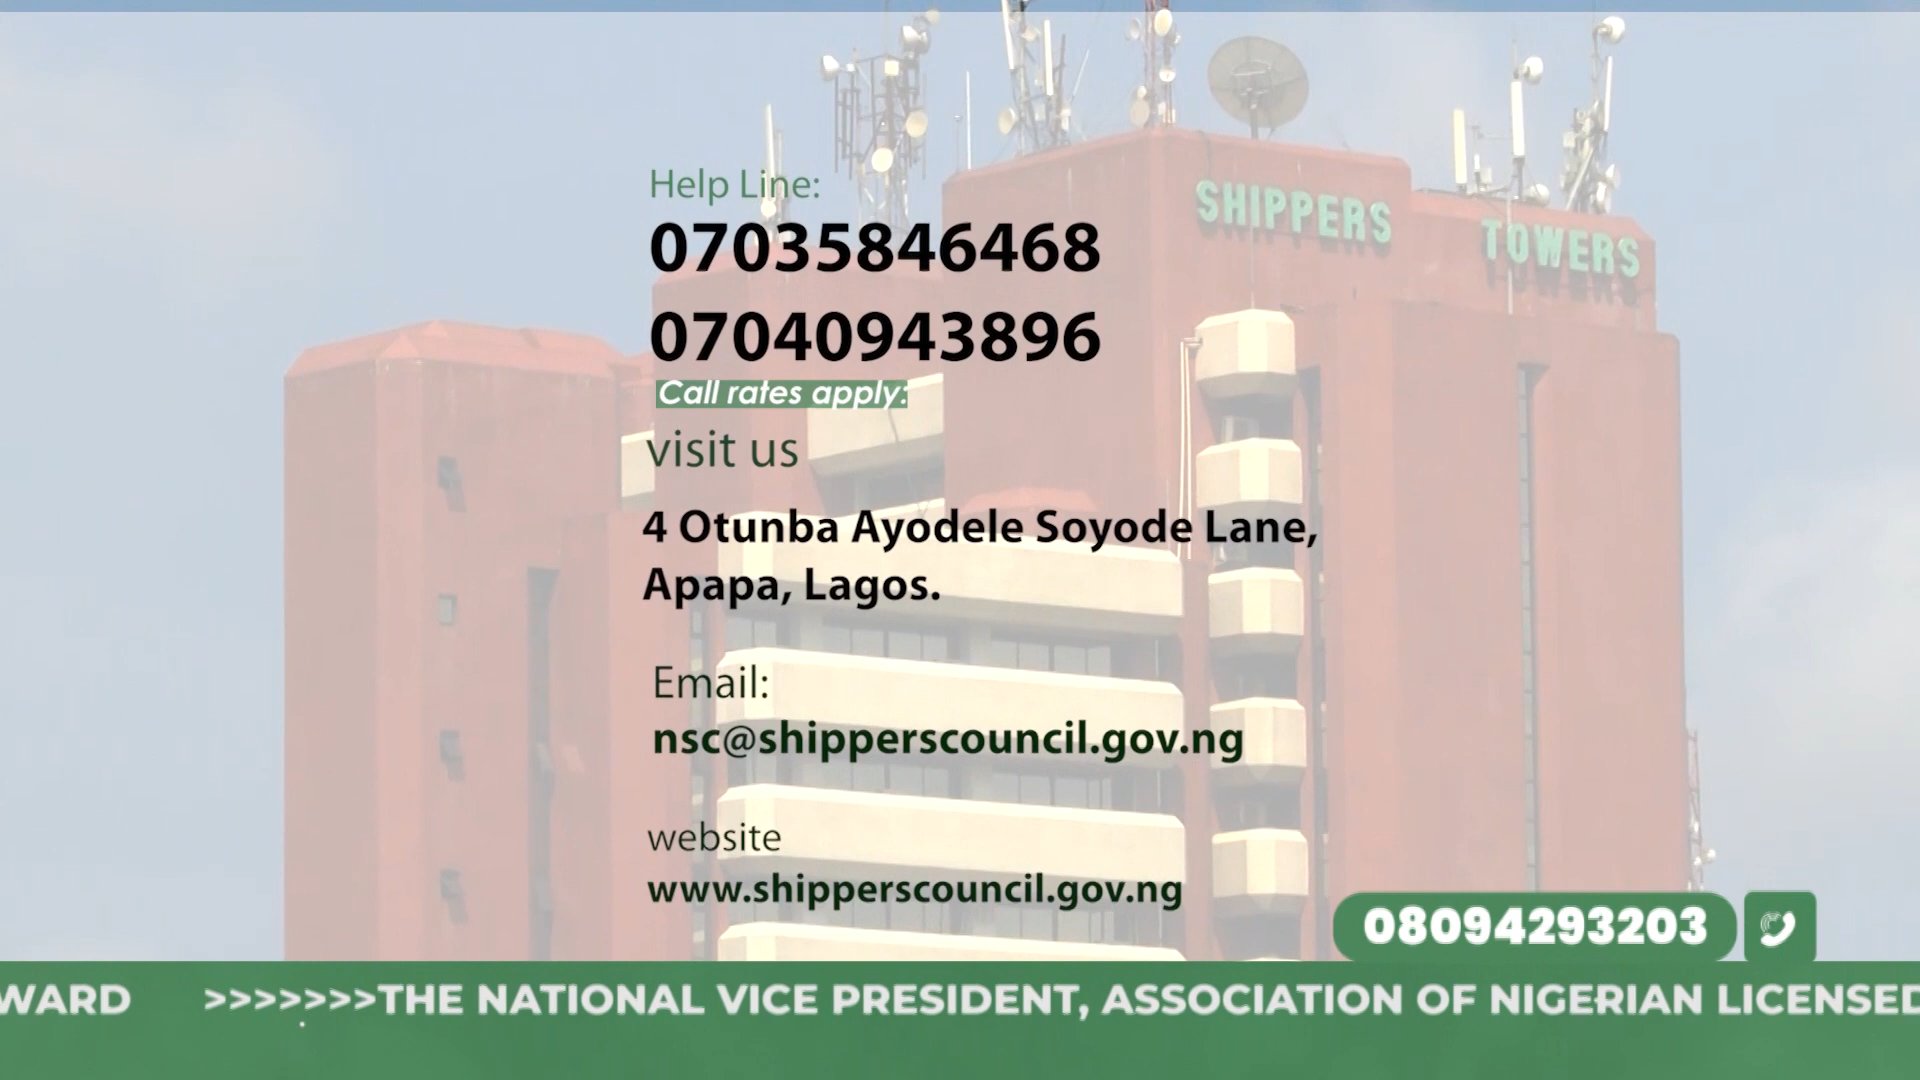 SHIPPERS TOWERS
Help Line:
07035846468
07040943896
Call rates apply:
visit us
4 Otunba Ayodele Soyode Lane,
Apapa, Lagos.
Email:
nsc@shipperscouncil.gov.ng
website
www.shipperscouncil.gov.ng
08094293203
WARD >>>>>>>THE NATIONAL VICE PRESIDENT, ASSOCIATION OF NIGERIAN LICENSED